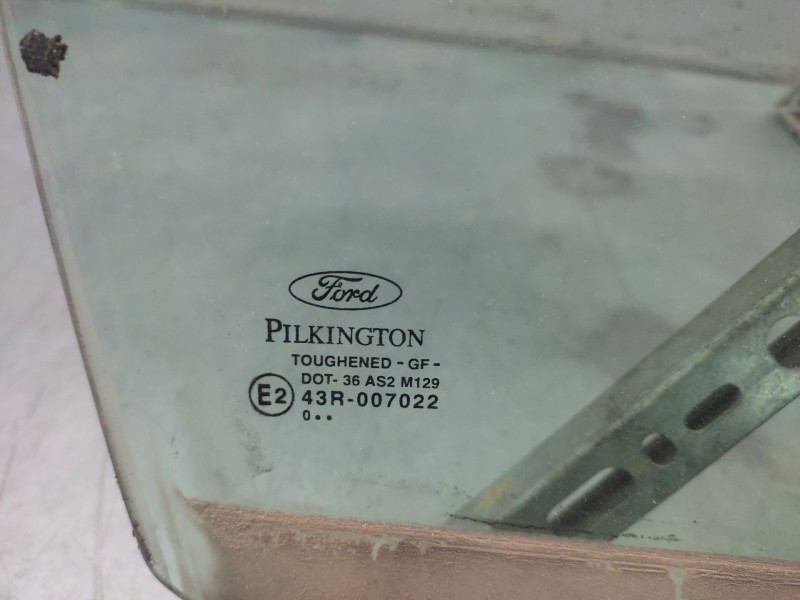 Ford
PILKINGTON
TOUGHENED - GF -
DOT- 36 AS2 M129
E2 43R-007022
0••